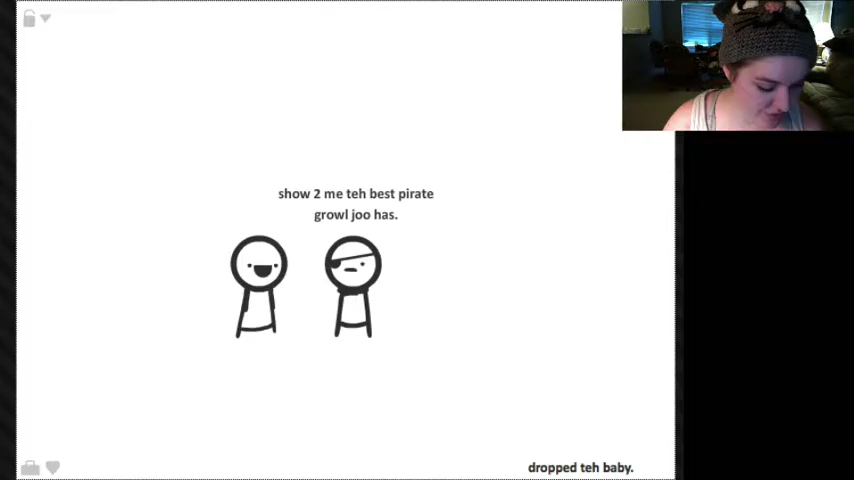 show 2 me teh best pirate
growl joo has.
dropped teh baby.